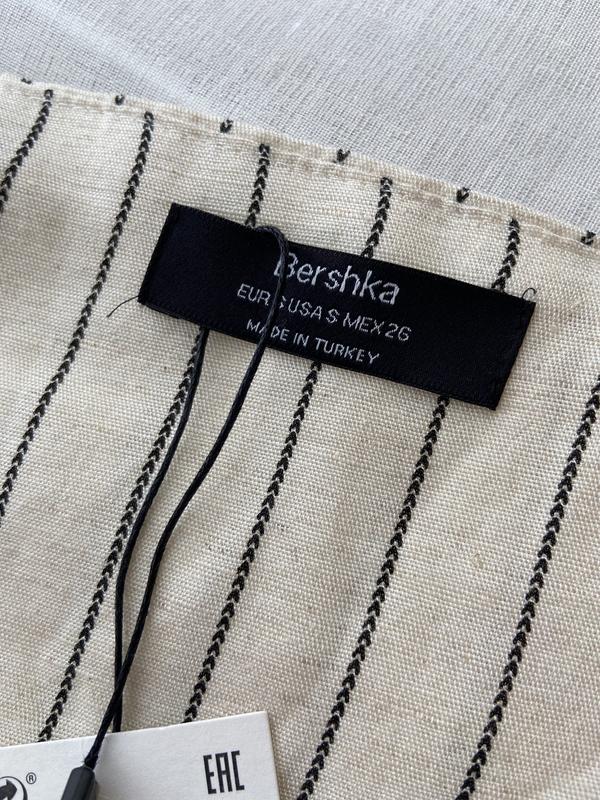 Bershka
EUR S USA S MEX 26
MADE IN TURKEY
®
EAC